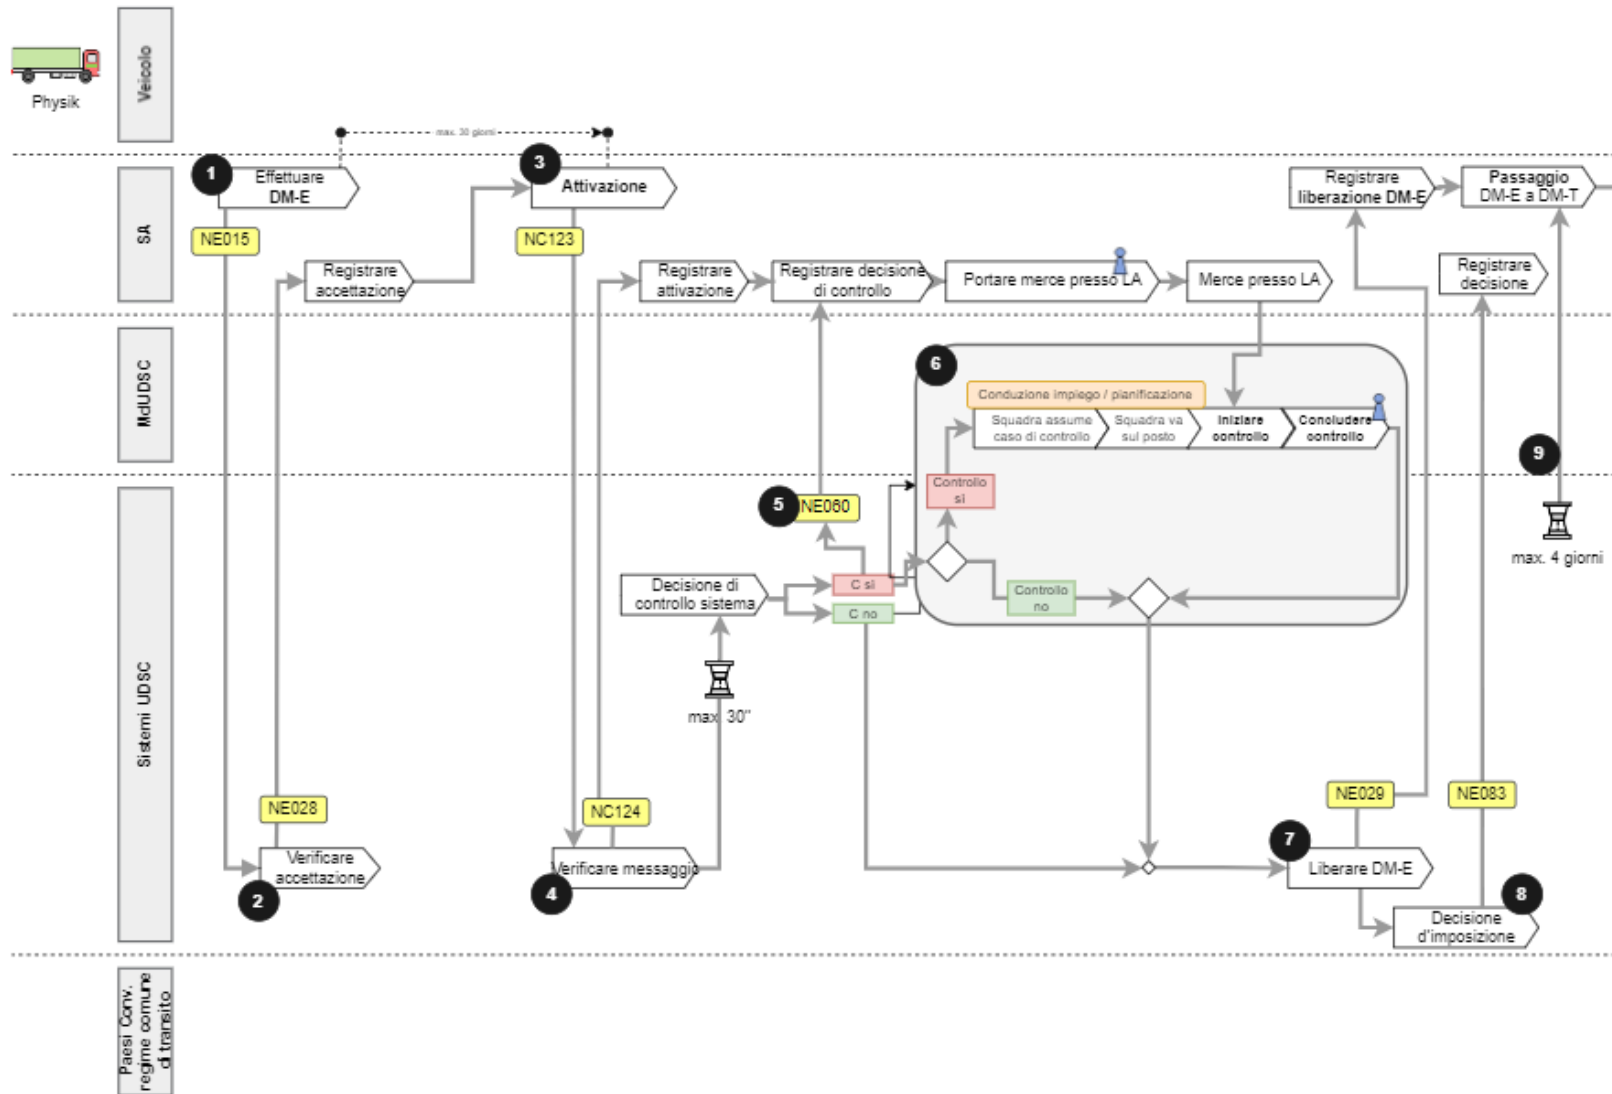 Physik
Veicolo
max. 30 giorni
SA
1
Effettuare
DM-E
3
Attivazione
Registrare
liberazione DM-E
Passaggio
DM-E a DM-T
NE015
NC123
Registrare
accettazione
Registrare
attivazione
Registrare decisione
di controllo
Portare merce presso LA
Merce presso LA
Registrare
decisione
MdUDSC
6
Conduzione impiego / pianificazione
Squadra assume
caso di controllo
Squadra va
sul posto
Iniziare
controllo
Concludere
controllo
9
Sistemi UDSC
5
NE060
Controllo
sì
max. 4 giorni
Decisione di
controllo sistema
C sì
C no
Controllo
no
max. 30"
NE028
NC124
NE029
NE083
Verificare
accettazione
2
Verificare messaggio
4
7
Liberare DM-E
8
Decisione
d'imposizione
Paesi Conv.
regime comune
di transito